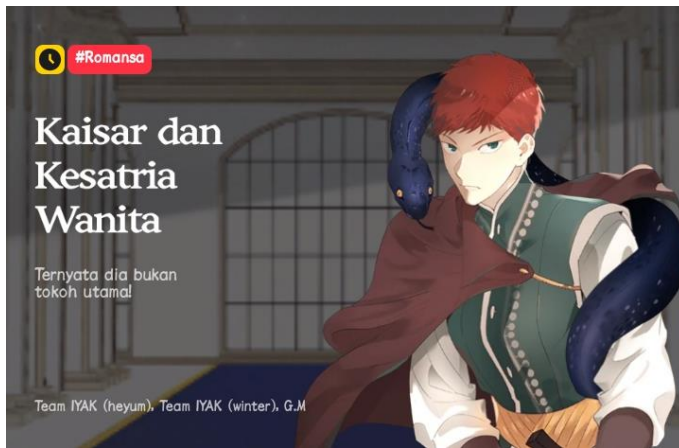 #Romansa
Kaisar dan
Kesatria
Wanita
Ternyata dia bukan
tokoh utama!
Team IYAK (heyum), Team IYAK (winter), G.M